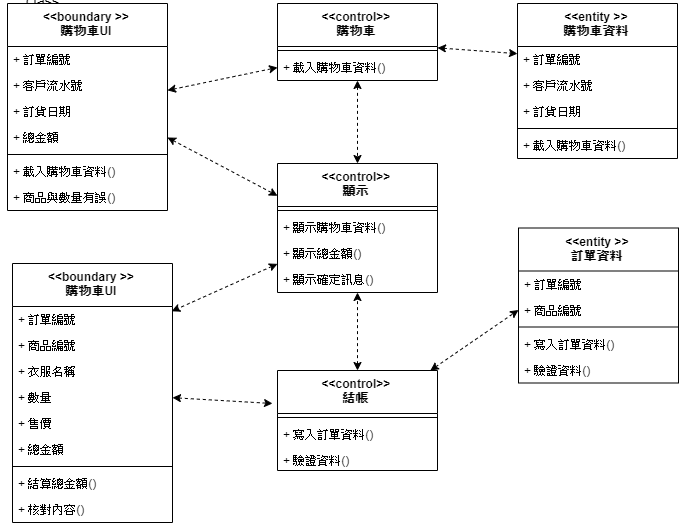 <<boundary >>
購物車UI
+ 訂單編號
+ 客戶流水號
+ 訂貨日期
+ 總金額
+ 載入購物車資料()
+ 商品與數量有誤()
<<control>>
購物車
+ 載入購物車資料()
<<entity >>
購物車資料
+ 訂單編號
+ 客戶流水號
+ 訂貨日期
+ 載入購物車資料()
<<control>>
顯示
+ 顯示購物車資料()
+ 顯示總金額()
+ 顯示確定訊息()
<<boundary >>
購物車UI
+ 訂單編號
+ 商品編號
+ 衣服名稱
+ 數量
+ 售價
+ 總金額
+ 結算總金額()
+ 核對內容()
<<control>>
結帳
+ 寫入訂單資料()
+ 驗證資料()
<<entity >>
訂單資料
+ 訂單編號
+ 商品編號
+ 寫入訂單資料()
+ 驗證資料()